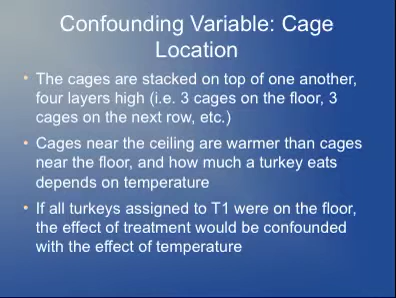 Confounding Variable: Cage
Location
• The cages are stacked on top of one another,
four layers high (i.e. 3 cages on the floor, 3
cages on the next row, etc.)
• Cages near the ceiling are warmer than cages
near the floor, and how much a turkey eats
depends on temperature
• If all turkeys assigned to T1 were on the floor,
the effect of treatment would be confounded
with the effect of temperature